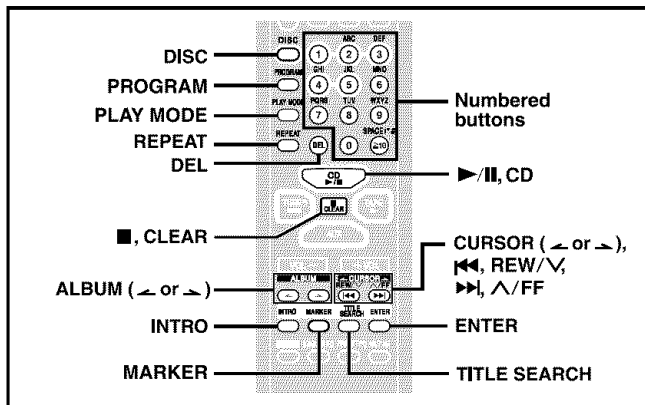 DISC
PROGRAM
PLAY MODE
REPEAT
DEL
■, CLEAR
ALBUM ( or )
INTRO
MARKER
DISC
PROGRAM
PLAY MODE
REPEAT
ABC DEF
1 2 3
GHI JKL MNO
4 5 6
PQRS TUV WXYZ
7 8 9
SPACE!"#
DEL 0 ≧10
CD
►/II
■
CLEAR
ALBUM
CURSOR
REW/∨ ∧/FF
I◄◄ ►►I
INTRO MARKER TITLE SEARCH ENTER
Numbered
buttons
►/II, CD
CURSOR ( or ),
I◄◄, REW/∨,
►►I, ∧/FF
ENTER
TITLE SEARCH